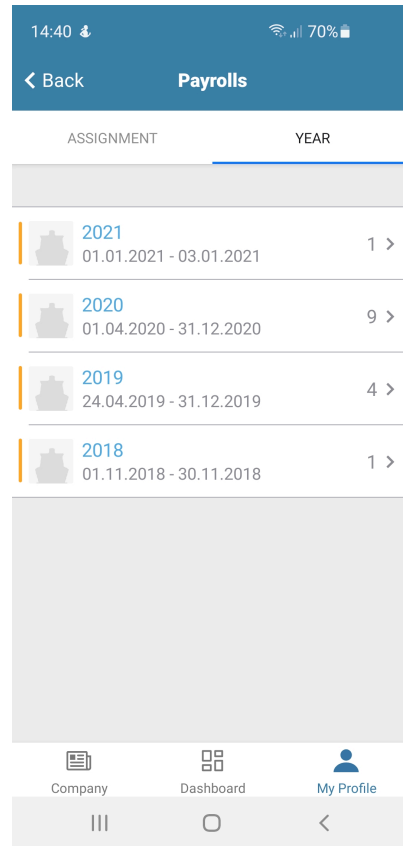 14:40 70%
Back Payrolls
ASSIGNMENT YEAR
2021
01.01.2021 - 03.01.2021 1
2020
01.04.2020 - 31.12.2020 9
2019
24.04.2019 - 31.12.2019 4
2018
01.11.2018 - 30.11.2018 1
Company Dashboard My Profile